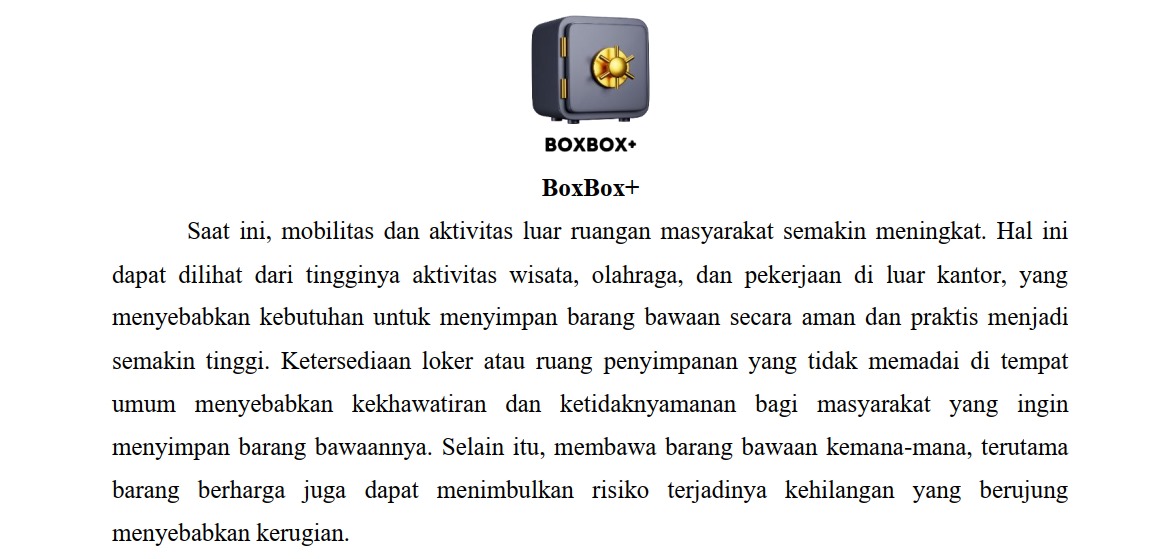 BOXBOX+
BoxBox+
Saat ini, mobilitas dan aktivitas luar ruangan masyarakat semakin meningkat. Hal ini
dapat dilihat dari tingginya aktivitas wisata, olahraga, dan pekerjaan di luar kantor, yang
menyebabkan kebutuhan untuk menyimpan barang bawaan secara aman dan praktis menjadi
semakin tinggi. Ketersediaan loker atau ruang penyimpanan yang tidak memadai di tempat
umum menyebabkan kekhawatiran dan ketidaknyamanan bagi masyarakat yang ingin
menyimpan barang bawaannya. Selain itu, membawa barang bawaan kemana-mana, terutama
barang berharga juga dapat menimbulkan risiko terjadinya kehilangan yang berujung
menyebabkan kerugian.